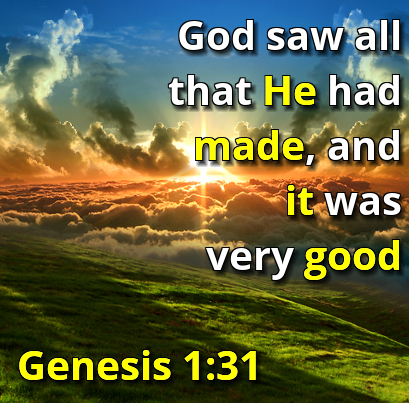 God saw all
that He had
made, and
it was
very good
Genesis 1:31